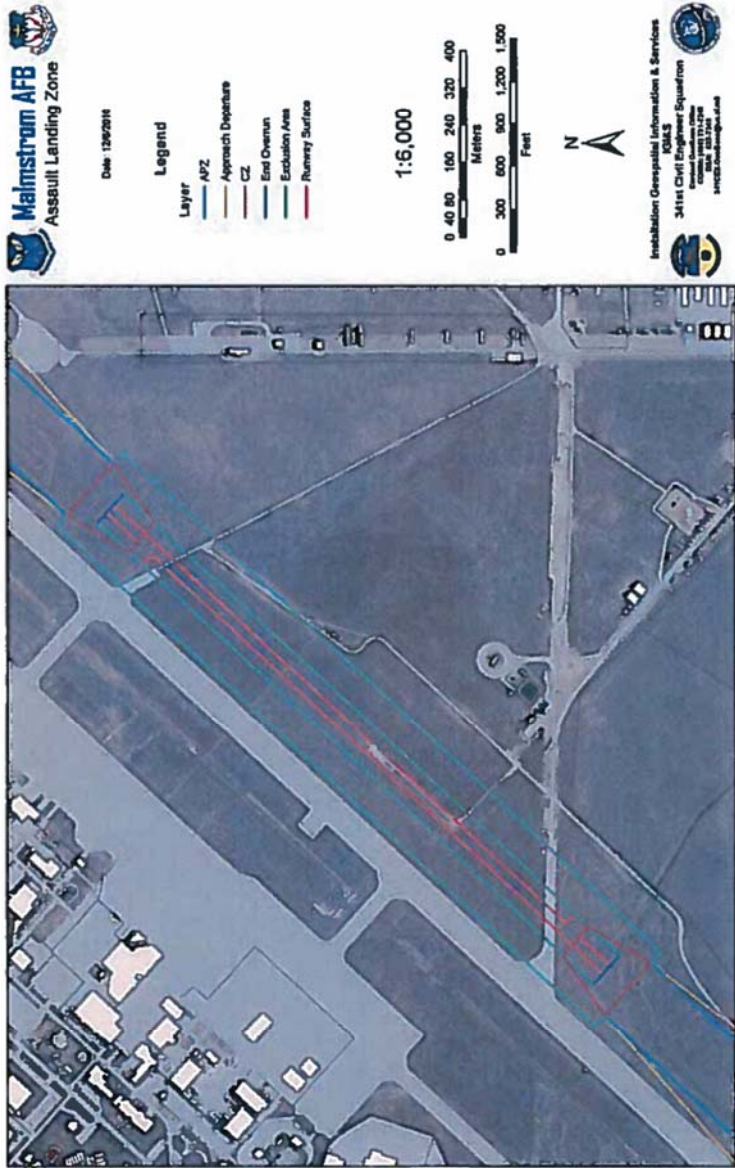 Malmstrom AFB
Assault Landing Zone
Legend
Layer
APZ
Approach Departure
CZ
End Overrun
Exclusion Area
Runway Surface
1:6,000
0 40 80 160 240 320 400
Meters
0 300 600 900 1,200 1,500
Feet
N
Installation Geospatial Information & Services
IGI&S
341st Civil Engineer Squadron